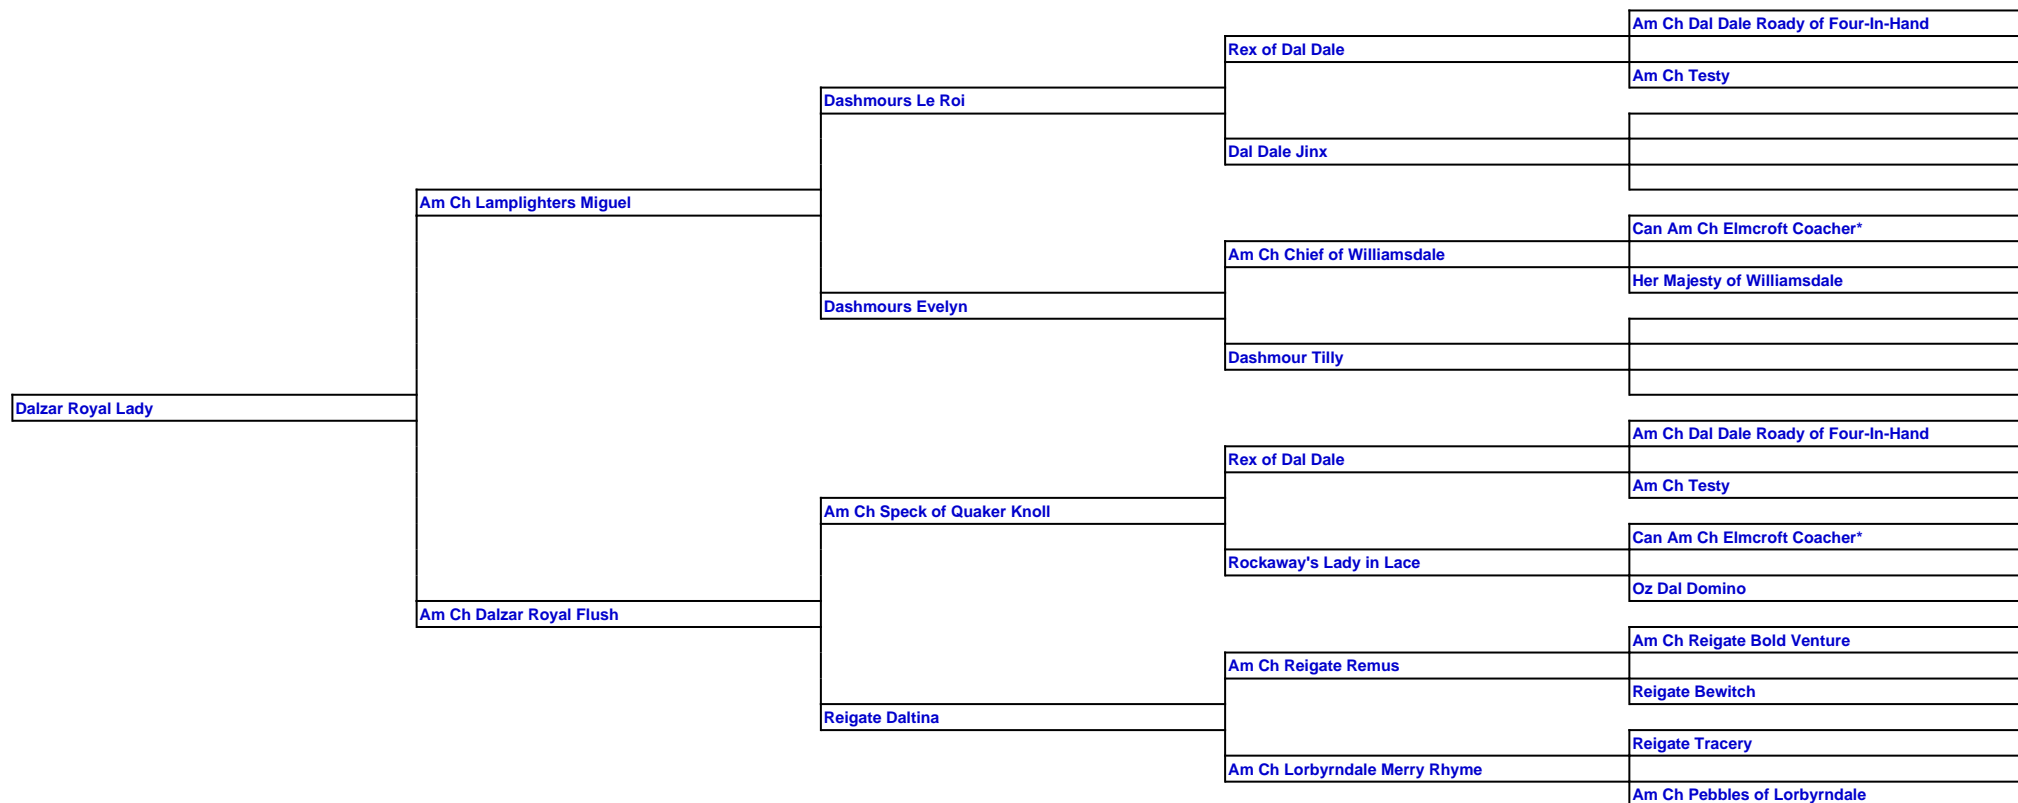 Am Ch Dal Dale Roady of Four-In-Hand
Rex of Dal Dale
Am Ch Testy
Dashmours Le Roi
Dal Dale Jinx
Am Ch Lamplighters Miguel
Can Am Ch Elmcroft Coacher*
Am Ch Chief of Williamsdale
Her Majesty of Williamsdale
Dashmours Evelyn
Dashmour Tilly
Dalzar Royal Lady
Am Ch Dal Dale Roady of Four-In-Hand
Rex of Dal Dale
Am Ch Testy
Am Ch Speck of Quaker Knoll
Can Am Ch Elmcroft Coacher*
Rockaway's Lady in Lace
Oz Dal Domino
Am Ch Dalzar Royal Flush
Am Ch Reigate Bold Venture
Am Ch Reigate Remus
Reigate Bewitch
Reigate Daltina
Reigate Tracery
Am Ch Lorbyrndale Merry Rhyme
Am Ch Pebbles of Lorbyrndale